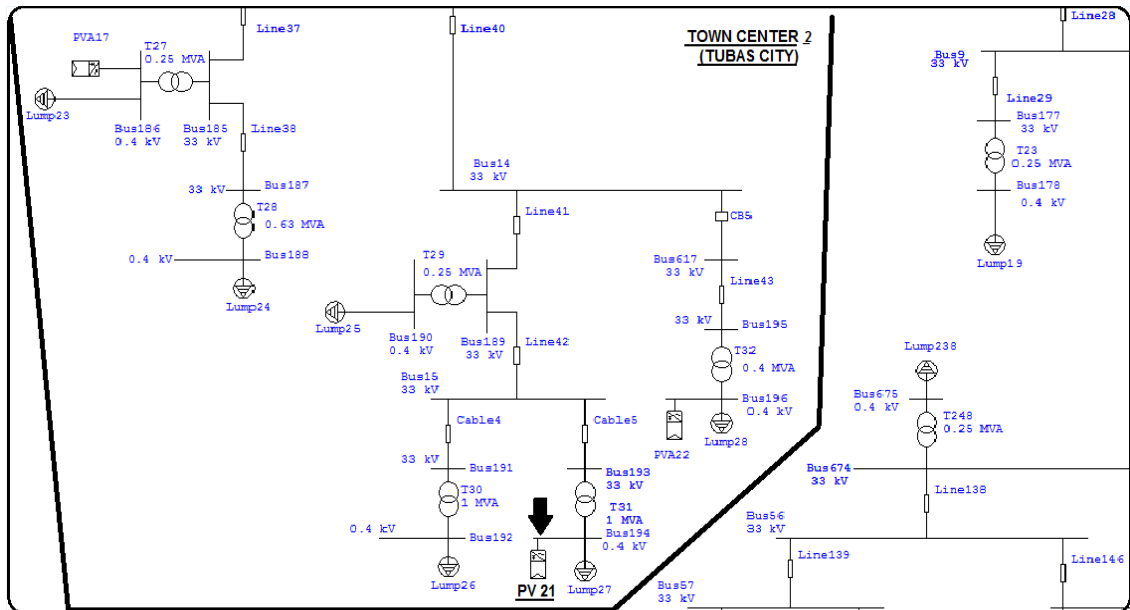 Line37
Line40
Line28
PVA17
T27
0.25 MVA
TOWN CENTER 2
(TUBAS CITY)
Bus9
33 kV
Lump23
Bus186
0.4 kV
Bus185
33 kV
Line38
Line29
Bus177
33 kV
T23
0.25 MVA
Bus14
33 kV
33 kV
Bus187
Bus178
0.4 kV
T28
0.63 MVA
Line41
CB5
0.4 kV
Bus188
T29
0.25 MVA
Bus617
33 kV
Lump19
Line43
Lump24
Lump25
Bus190
0.4 kV
Bus189
33 kV
Line42
33 kV
Bus195
T32
0.4 MVA
Lump238
Bus15
33 kV
Bus196
0.4 kV
Bus675
0.4 kV
Cable4
Cable5
T248
0.25 MVA
Lump28
PVA22
33 kV
Bus191
Bus193
33 kV
Bus674
33 kV
T30
1 MVA
T31
1 MVA
Line138
0.4 kV
Bus192
Bus194
0.4 kV
Bus56
33 kV
Line139
Line146
Lump26
PV 21
Lump27
Bus57
33 kV